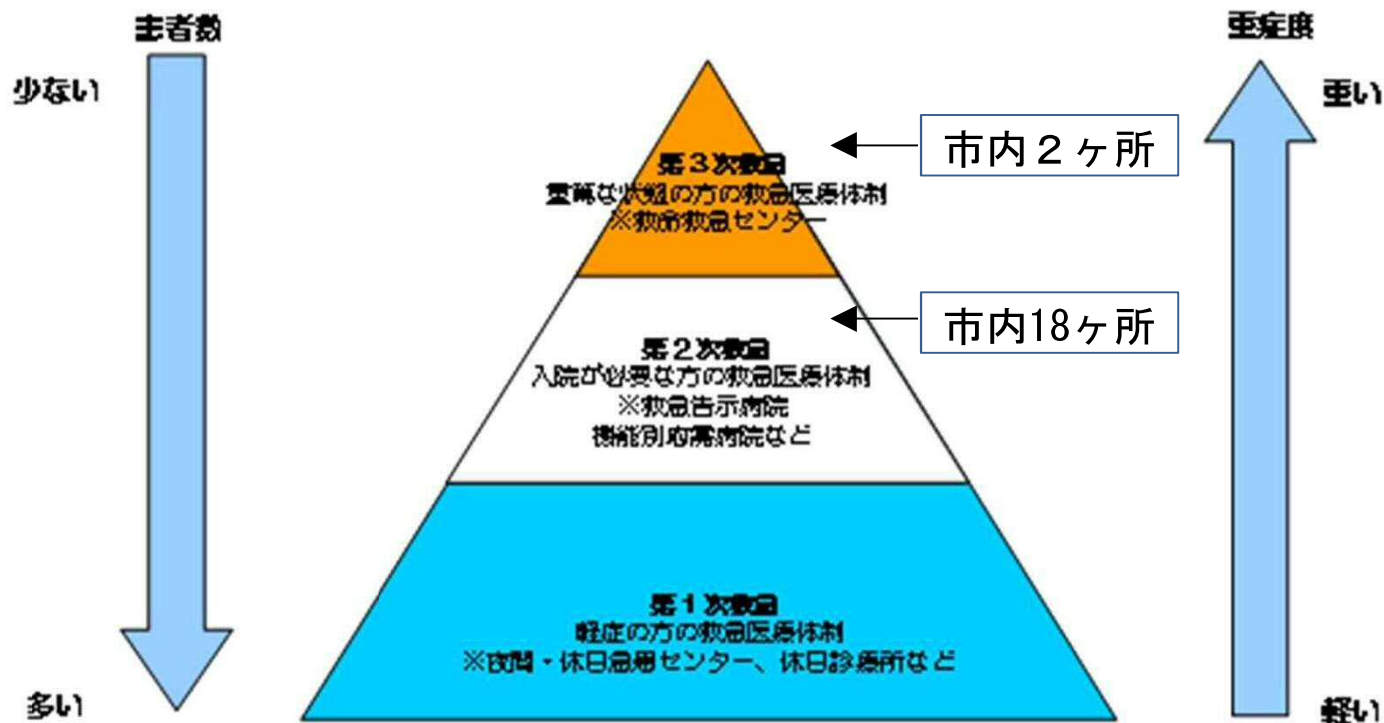 患者数
重症度
少ない
重い
市内２ヶ所
第３次救急
重篤な状態の方の救急医療体制
※救命救急センター
市内18ヶ所
第２次救急
入院が必要な方の救急医療体制
※救急告示病院
機能別応需病院など
第１次救急
軽症の方の救急医療体制
※夜間・休日急患センター、休日診療所など
多い
軽い